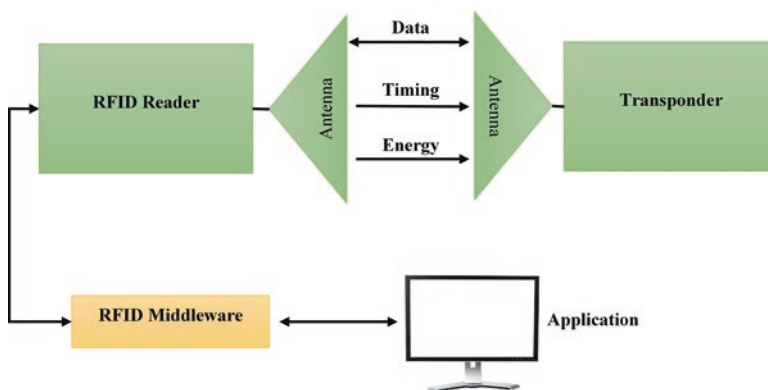 Data
RFID Reader
Antenna
Timing
Antenna
Transponder
Energy
RFID Middleware
Application